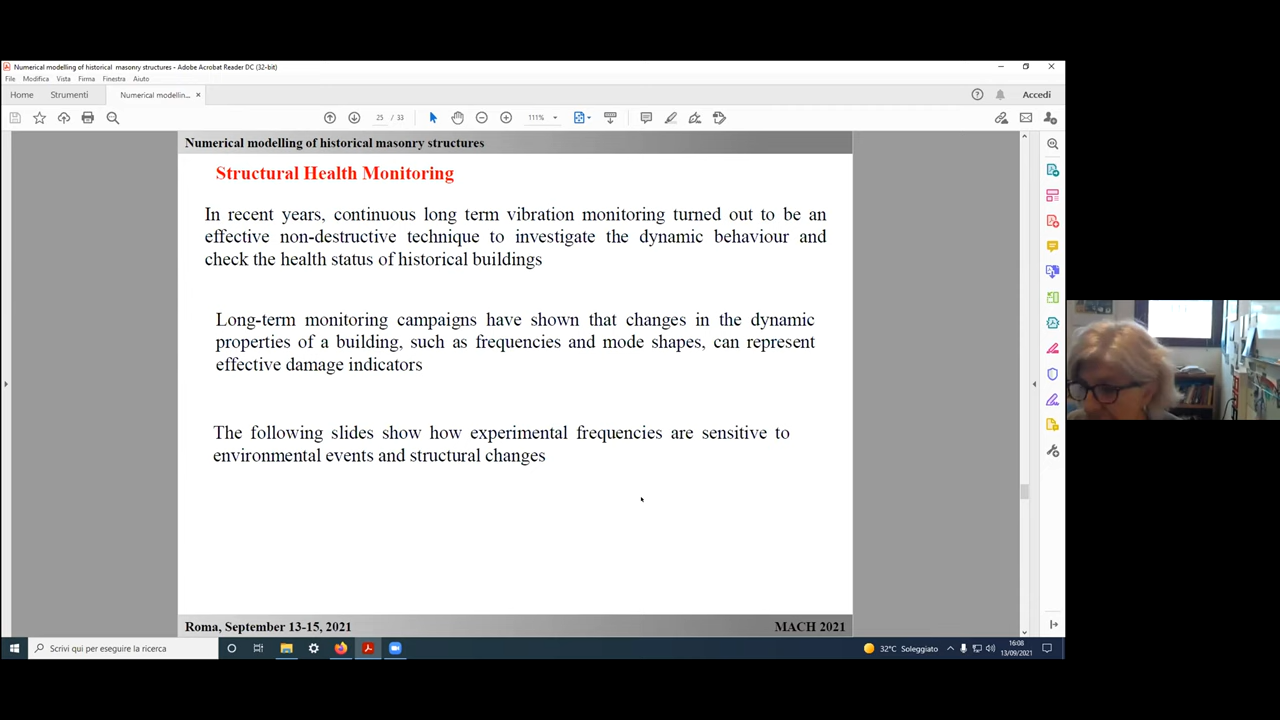 Numerical modelling of historical masonry structures - Adobe Acrobat Reader DC (32-bit)
File Modifica Vista Firma Finestra Aiuto
Home Strumenti Numerical modellin... × Accedi
25 / 33 111%
Numerical modelling of historical masonry structures
Structural Health Monitoring
In recent years, continuous long term vibration monitoring turned out to be an
effective non-destructive technique to investigate the dynamic behaviour and
check the health status of historical buildings
Long-term monitoring campaigns have shown that changes in the dynamic
properties of a building, such as frequencies and mode shapes, can represent
effective damage indicators
The following slides show how experimental frequencies are sensitive to
environmental events and structural changes
Roma, September 13-15, 2021 MACH 2021
Scrivi qui per eseguire la ricerca 32°C Soleggiato 16:08
13/09/2021